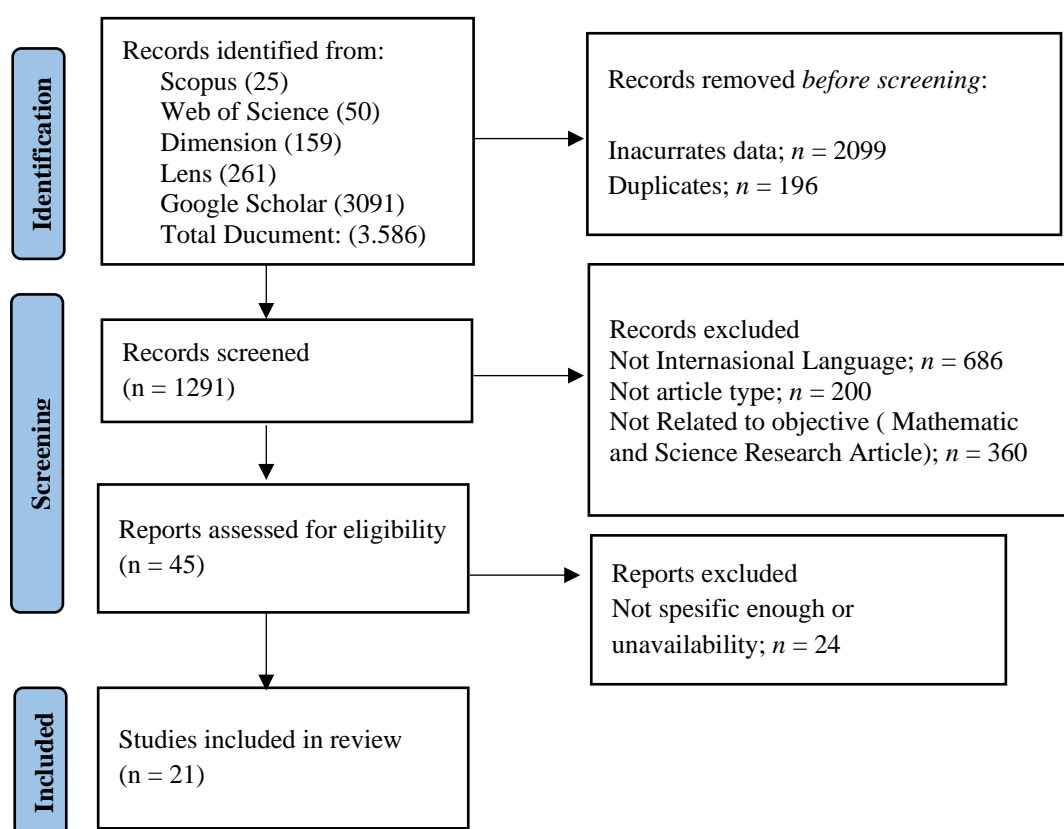 Identification
Records identified from:
Scopus (25)
Web of Science (50)
Dimension (159)
Lens (261)
Google Scholar (3091)
Total Ducument: (3.586)
Records removed before screening:
Inacurrates data; n = 2099
Duplicates; n = 196
Screening
Records screened
(n = 1291)
Records excluded
Not Internasional Language; n = 686
Not article type; n = 200
Not Related to objective ( Mathematic
and Science Research Article); n = 360
Reports assessed for eligibility
(n = 45)
Reports excluded
Not spesific enough or
unavailability; n = 24
Included
Studies included in review
(n = 21)